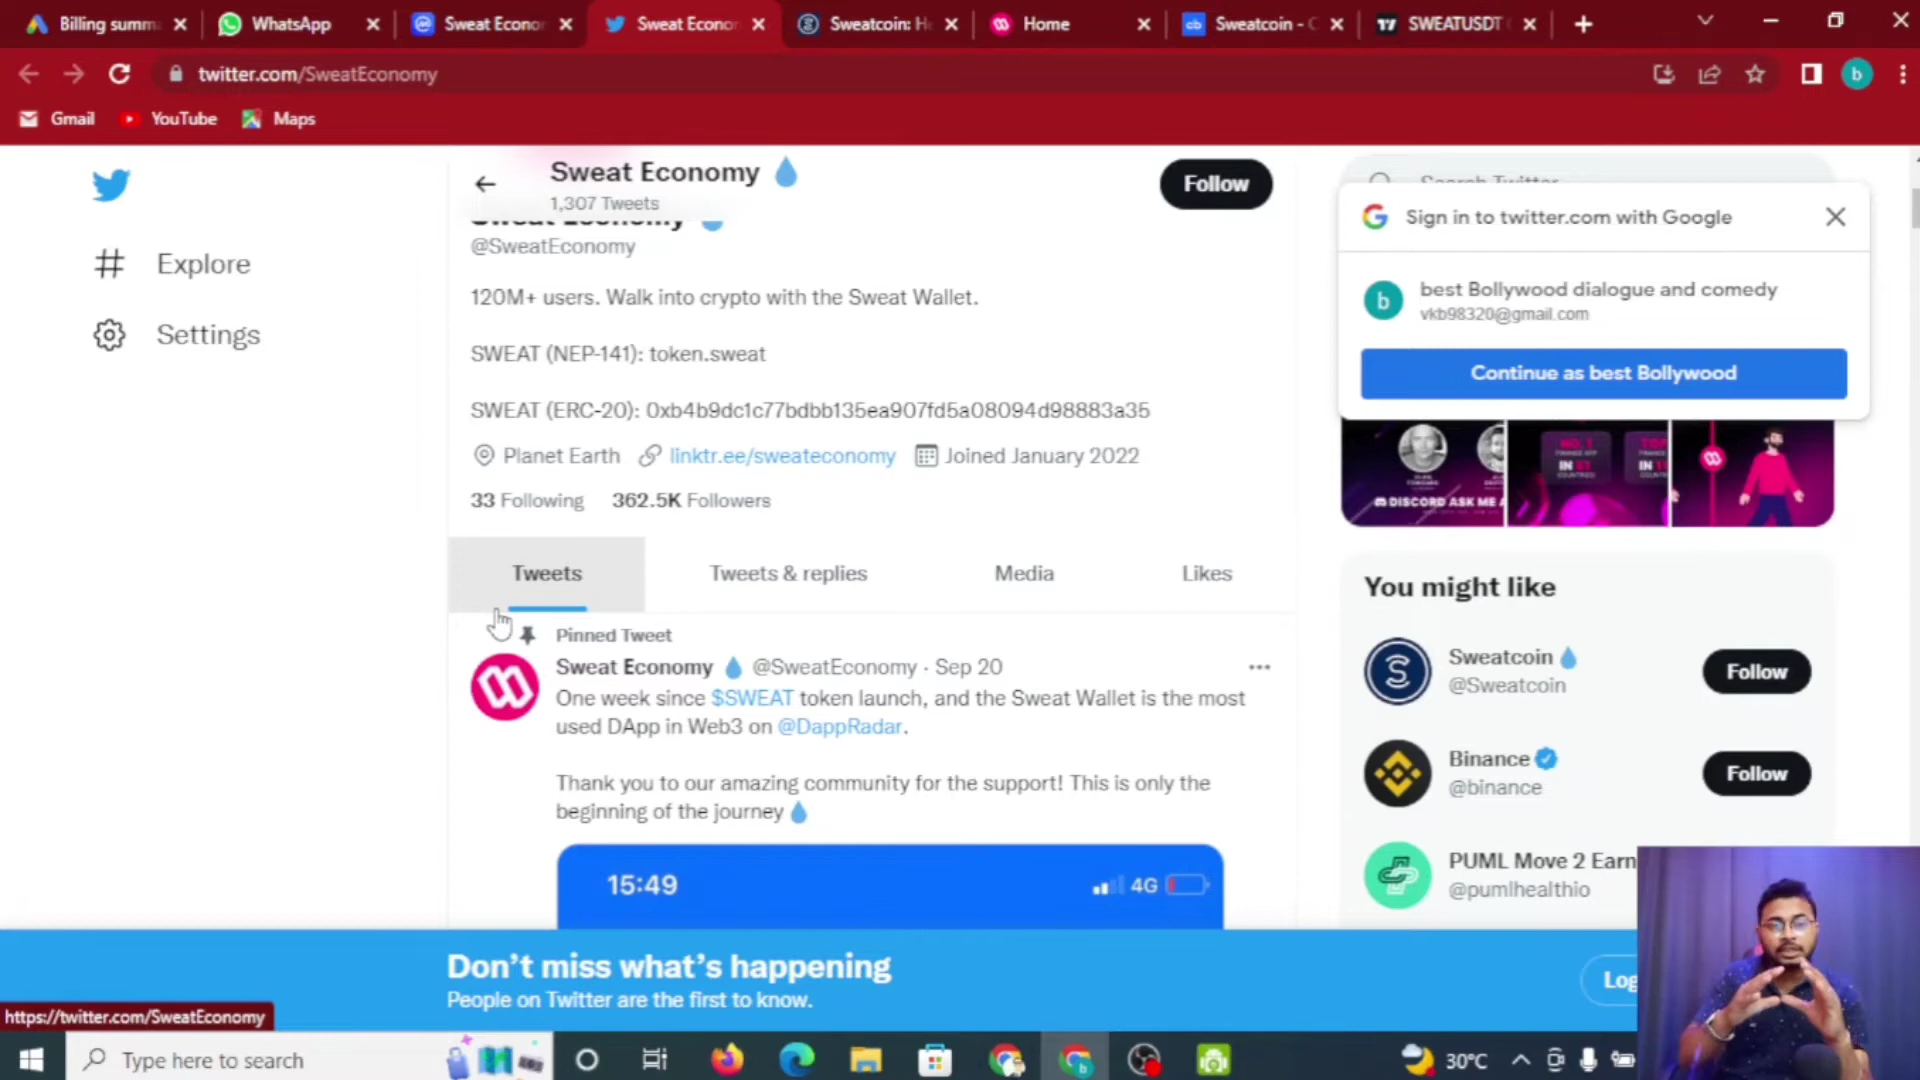 Billing summ
WhatsApp
Sweat Econo
Sweat Econo
Sweatcoin: H
Home
Sweatcoin - C
SWEATUSDT
twitter.com/SweatEconomy
b
Gmail
YouTube
Maps
Explore
Settings
Sweat Economy
1,307 Tweets
Follow
@SweatEconomy
120M+ users. Walk into crypto with the Sweat Wallet.
SWEAT (NEP-141): token.sweat
SWEAT (ERC-20): 0xb4b9dc1c77bdbb135ea907fd5a08094d98883a35
Planet Earth linktr.ee/sweateconomy Joined January 2022
33 Following 362.5K Followers
Tweets Tweets & replies Media Likes
Pinned Tweet
Sweat Economy @SweatEconomy · Sep 20
One week since $SWEAT token launch, and the Sweat Wallet is the most
used DApp in Web3 on @DappRadar.
Thank you to our amazing community for the support! This is only the
beginning of the journey
15:49 4G
Search Twitter
Sign in to twitter.com with Google
b
best Bollywood dialogue and comedy
vkb98320@gmail.com
Continue as best Bollywood
DISCORD ASK ME
You might like
Sweatcoin
@Sweatcoin
Follow
Binance
@binance
Follow
PUML Move 2 Earn
@pumlhealthio
Don't miss what's happening
People on Twitter are the first to know.
Log
https://twitter.com/SweatEconomy
Type here to search
30°C